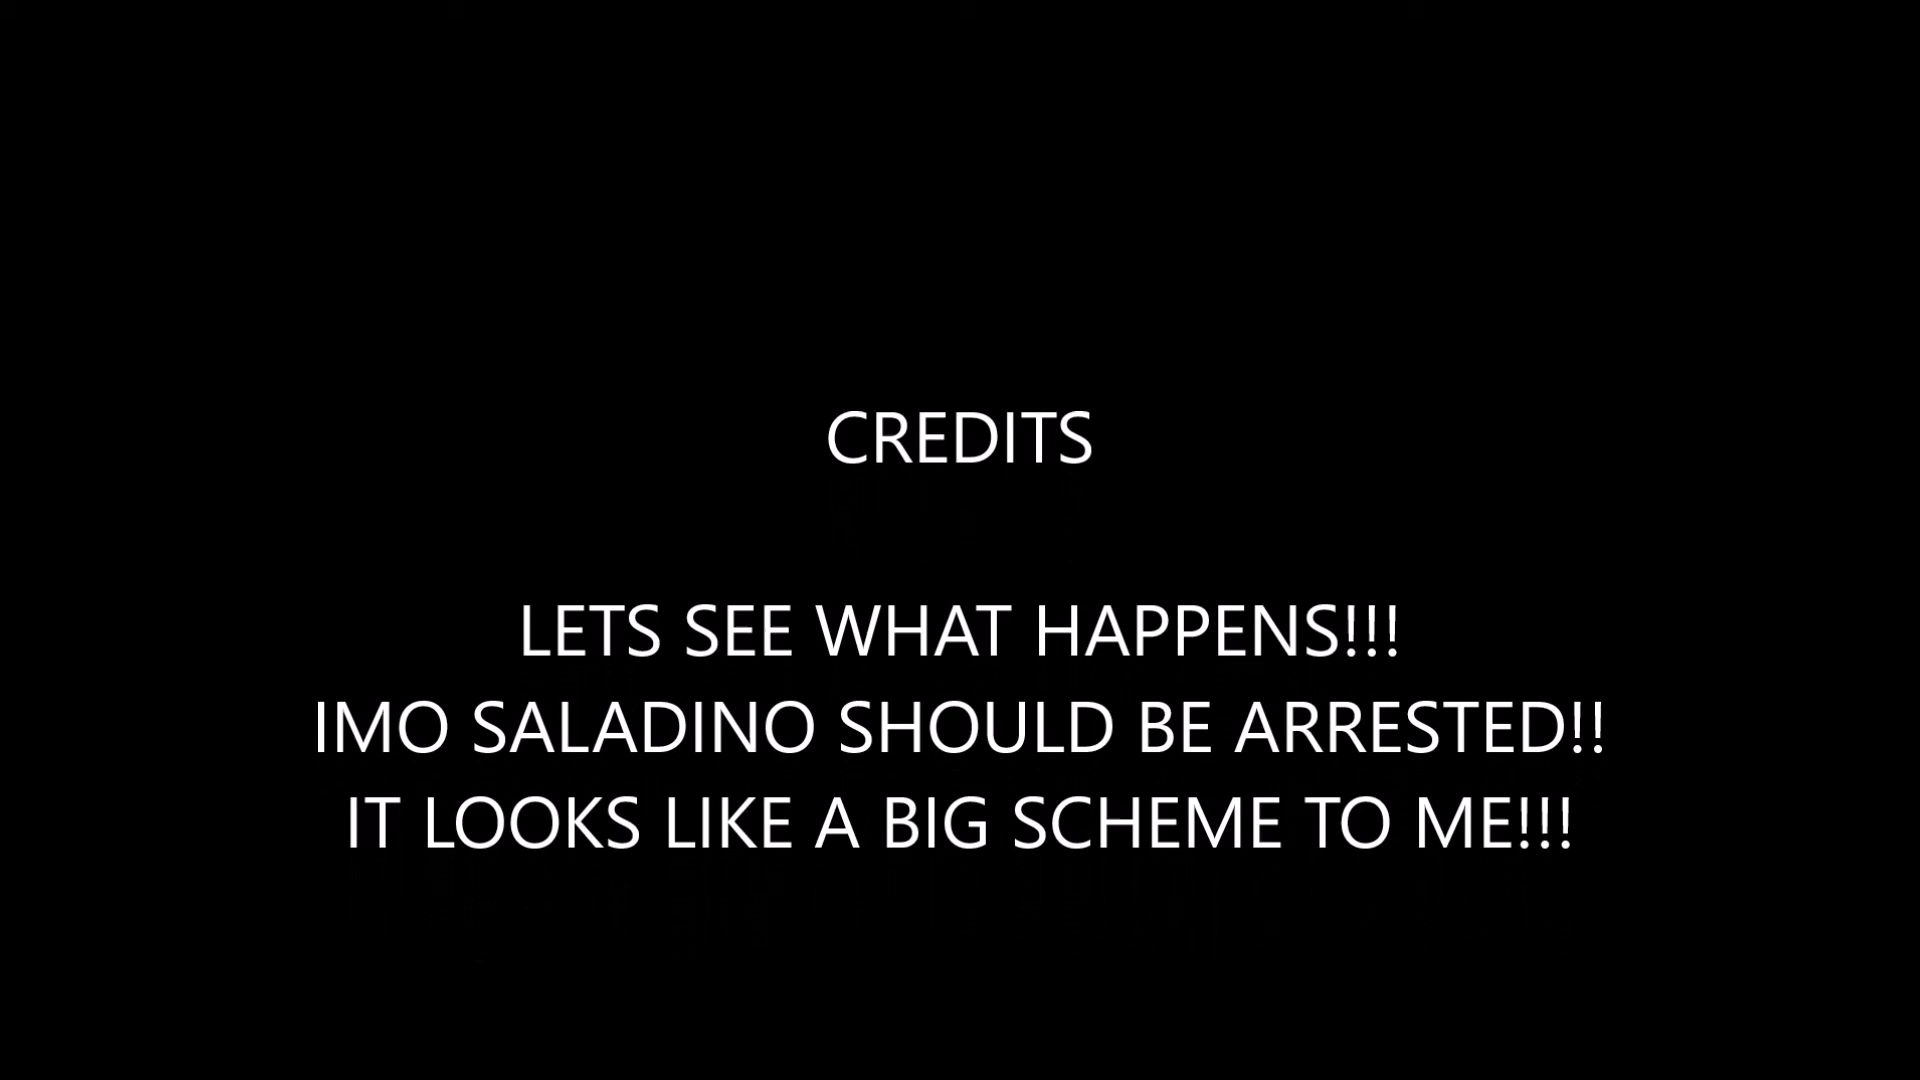 CREDITS
LETS SEE WHAT HAPPENS!!!
IMO SALADINO SHOULD BE ARRESTED!!
IT LOOKS LIKE A BIG SCHEME TO ME!!!